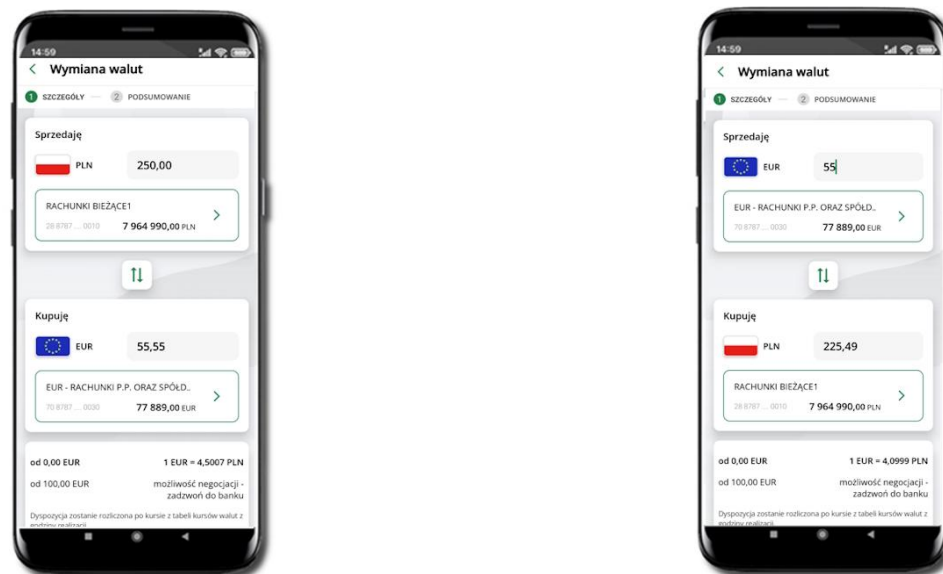 14:59
Wymiana walut
1 SZCZEGÓŁY — 2 PODSUMOWANIE
Sprzedaję
PLN 250,00
RACHUNKI BIEŻĄCE1
28 8787 ... 0010 7 964 990,00 PLN
Kupuję
EUR 55,55
EUR - RACHUNKI P.P. ORAZ SPÓŁD..
70 8787 ... 0030 77 889,00 EUR
od 0,00 EUR 1 EUR = 4,5007 PLN
od 100,00 EUR możliwość negocjacji -
zadzwoń do banku
Dyspozycja zostanie rozliczona po kursie z tabeli kursów walut z
godziny realizacji.
14:59
Wymiana walut
1 SZCZEGÓŁY — 2 PODSUMOWANIE
Sprzedaję
EUR 55
EUR - RACHUNKI P.P. ORAZ SPÓŁD..
70 8787 ... 0030 77 889,00 EUR
Kupuję
PLN 225,49
RACHUNKI BIEŻĄCE1
28 8787 ... 0010 7 964 990,00 PLN
od 0,00 EUR 1 EUR = 4,0999 PLN
od 100,00 EUR możliwość negocjacji -
zadzwoń do banku
Dyspozycja zostanie rozliczona po kursie z tabeli kursów walut z
godziny realizacji.